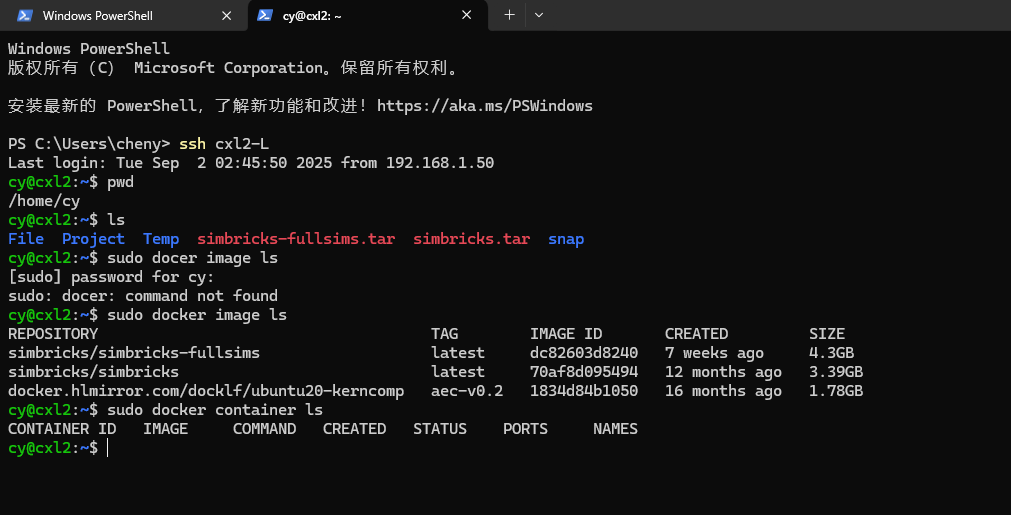 Windows PowerShell
cy@cxl2: ~
Windows PowerShell
版权所有 (C) Microsoft Corporation。保留所有权利。
安装最新的 PowerShell，了解新功能和改进！https://aka.ms/PSWindows
PS C:\Users\cheny> ssh cxl2-L
Last login: Tue Sep  2 02:45:50 2025 from 192.168.1.50
cy@cxl2:~$ pwd
/home/cy
cy@cxl2:~$ ls
File  Project  Temp  simbricks-fullsims.tar  simbricks.tar  snap
cy@cxl2:~$ sudo docer image ls
[sudo] password for cy:
sudo: docer: command not found
cy@cxl2:~$ sudo docker image ls
REPOSITORY                                     TAG        IMAGE ID       CREATED         SIZE
simbricks/simbricks-fullsims                   latest     dc82603d8240   7 weeks ago     4.3GB
simbricks/simbricks                            latest     70af8d095494   12 months ago   3.39GB
docker.hlmirror.com/docklf/ubuntu20-kerncomp   aec-v0.2   1834d84b1050   16 months ago   1.78GB
cy@cxl2:~$ sudo docker container ls
CONTAINER ID   IMAGE     COMMAND   CREATED   STATUS    PORTS     NAMES
cy@cxl2:~$